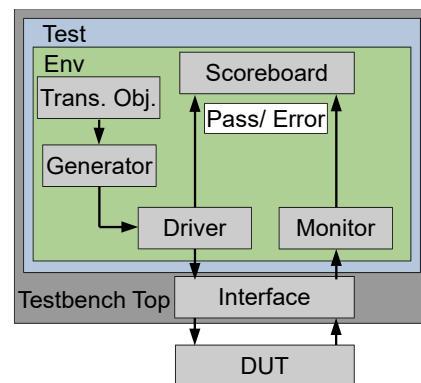 Test
Env
Scoreboard
Trans. Obj.
Pass/ Error
Generator
Driver
Monitor
Testbench Top
Interface
DUT